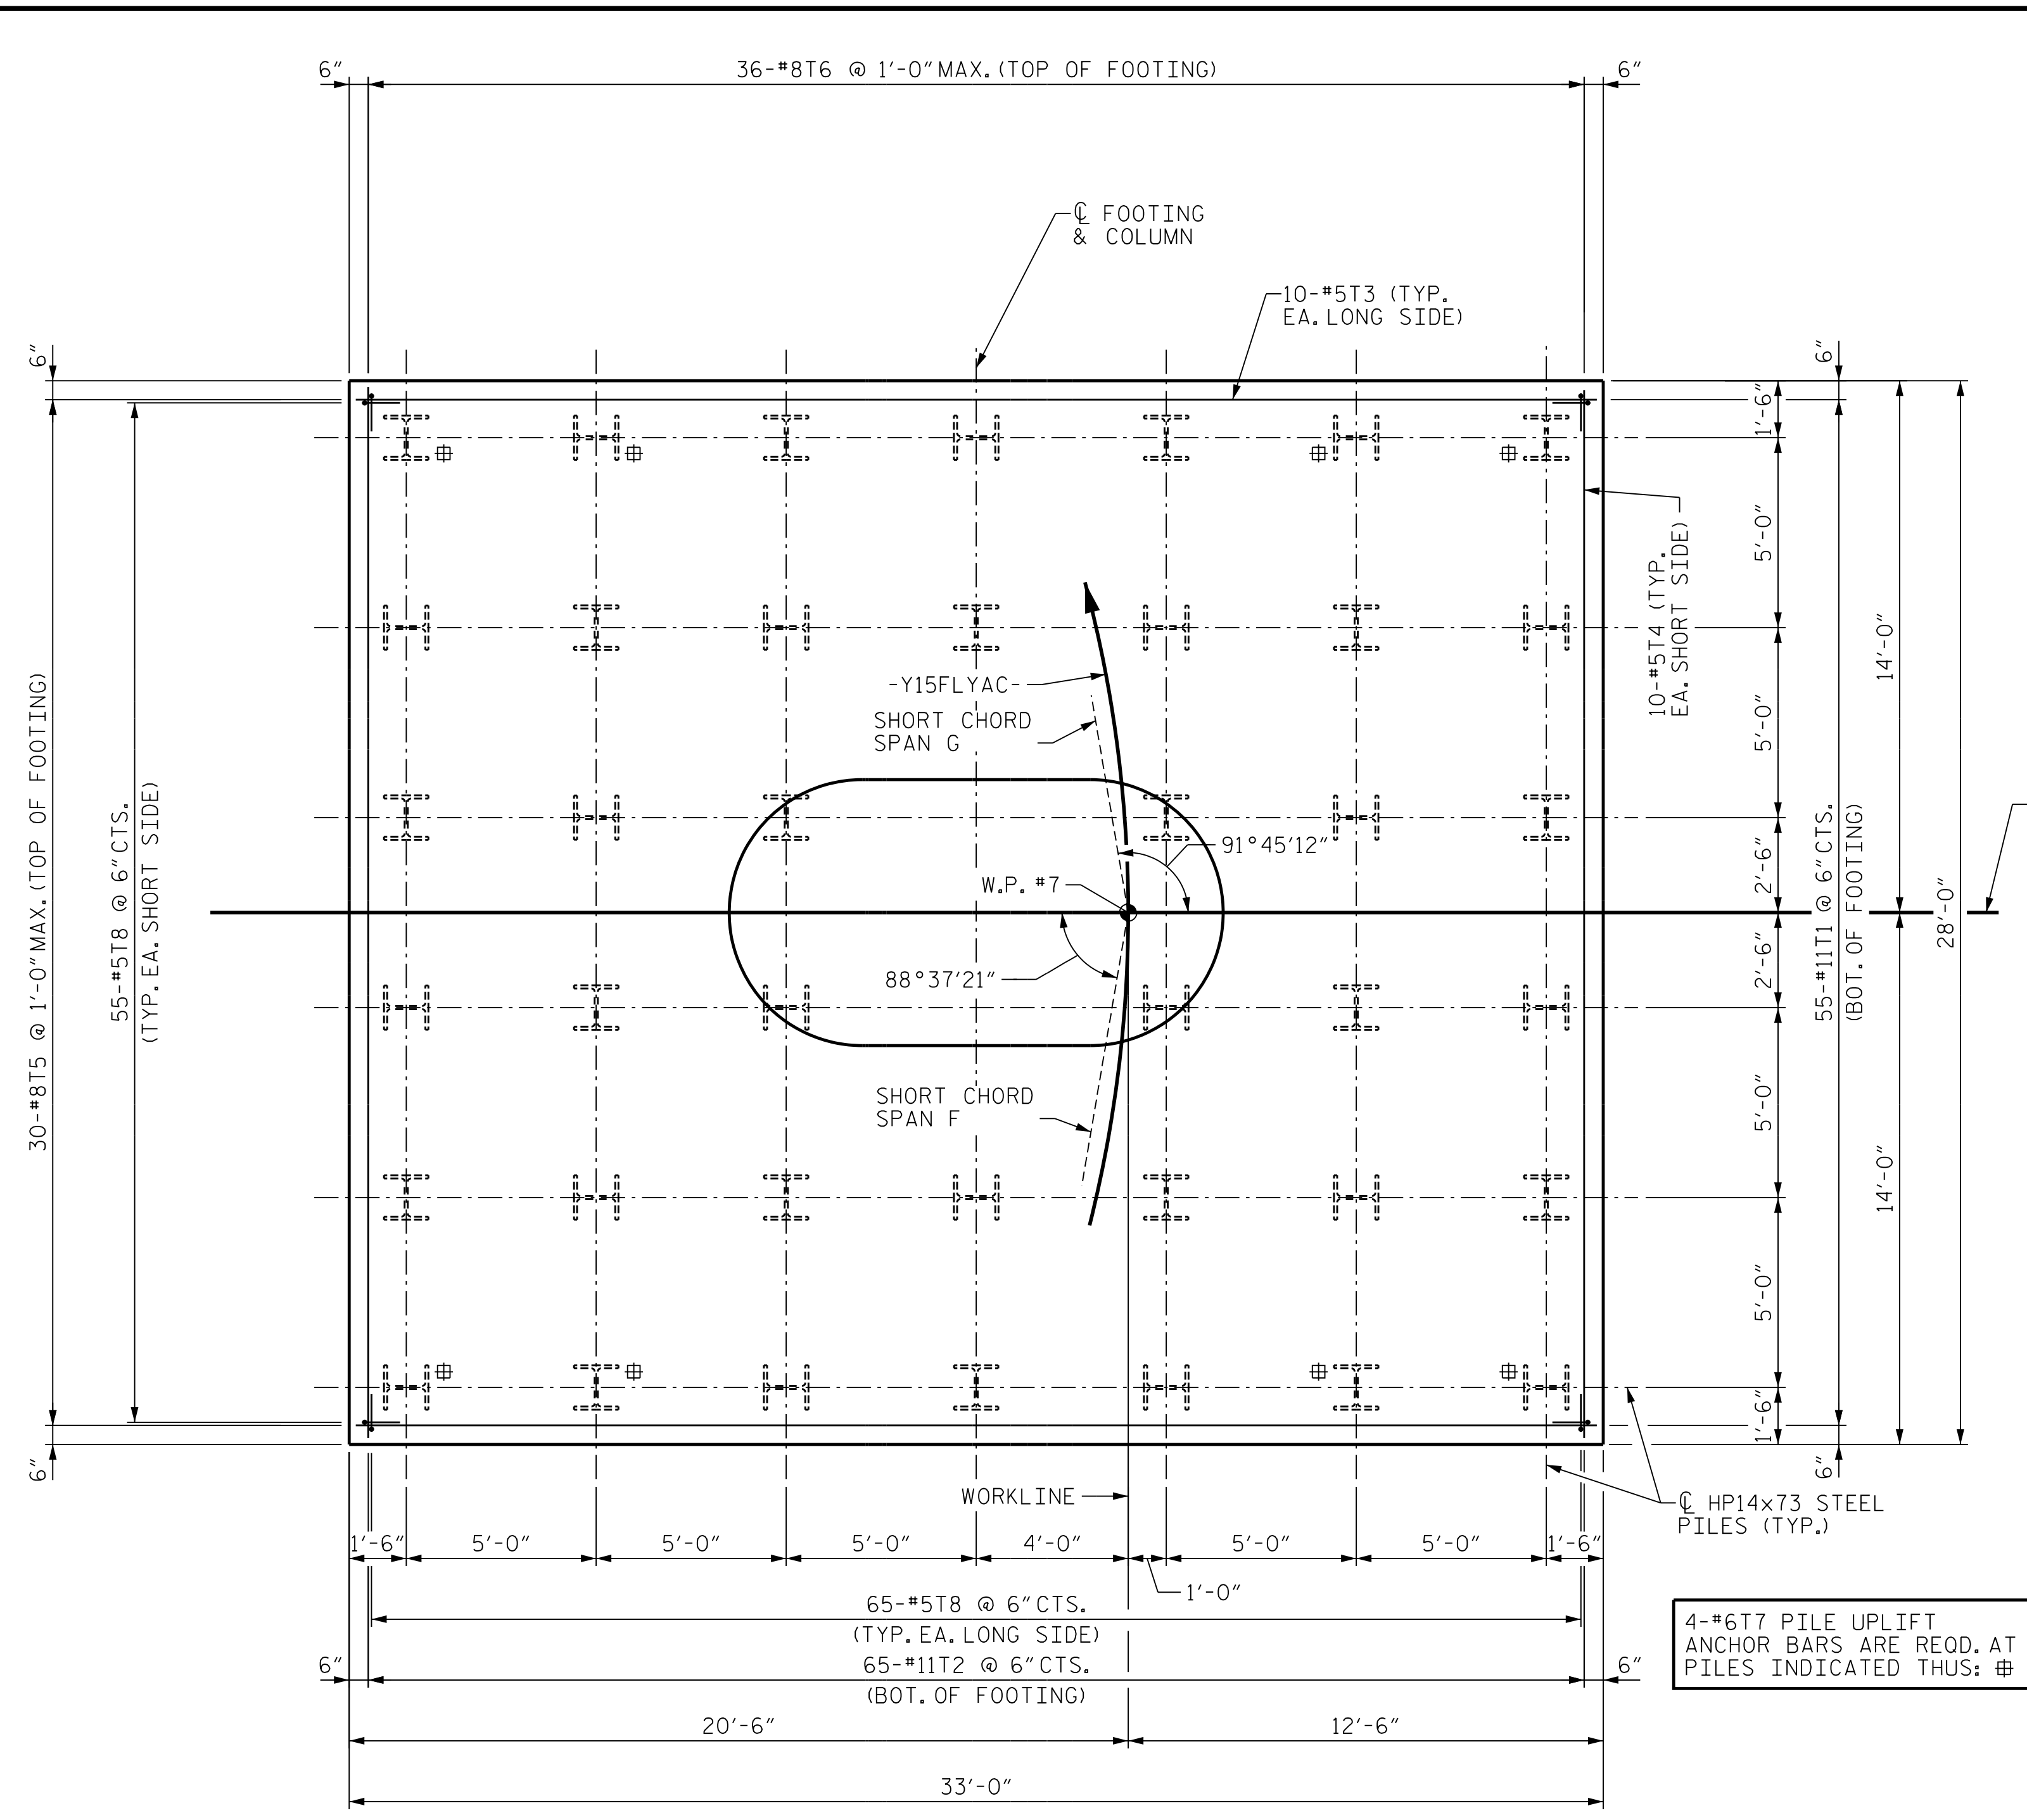 6"
36-#8T6 @ 1'-0" MAX. (TOP OF FOOTING)
6"
℄ FOOTING
& COLUMN
10-#5T3 (TYP.
EA. LONG SIDE)
6"
30-#8T5 @ 1'-0" MAX. (TOP OF FOOTING)
6"
55-#5T8 @ 6" CTS.
(TYP. EA. SHORT SIDE)
-Y15FLYAC-
SHORT CHORD
SPAN G
91°45'12"
W.P. #7
88°37'21"
SHORT CHORD
SPAN F
10-#5T4 (TYP.
EA. SHORT SIDE)
1'-6"
5'-0"
5'-0"
2'-6"
2'-6"
5'-0"
5'-0"
1'-6"
6"
55-#11T1 @ 6" CTS.
(BOT. OF FOOTING)
6"
14'-0"
14'-0"
28'-0"
WORKLINE
℄ HP14x73 STEEL
PILES (TYP.)
1'-6"
5'-0"
5'-0"
5'-0"
4'-0"
1'-0"
5'-0"
5'-0"
1'-6"
65-#5T8 @ 6" CTS.
(TYP. EA. LONG SIDE)
6"
65-#11T2 @ 6" CTS.
6"
(BOT. OF FOOTING)
20'-6"
12'-6"
33'-0"
4-#6T7 PILE UPLIFT
ANCHOR BARS ARE REQD. AT
PILES INDICATED THUS: